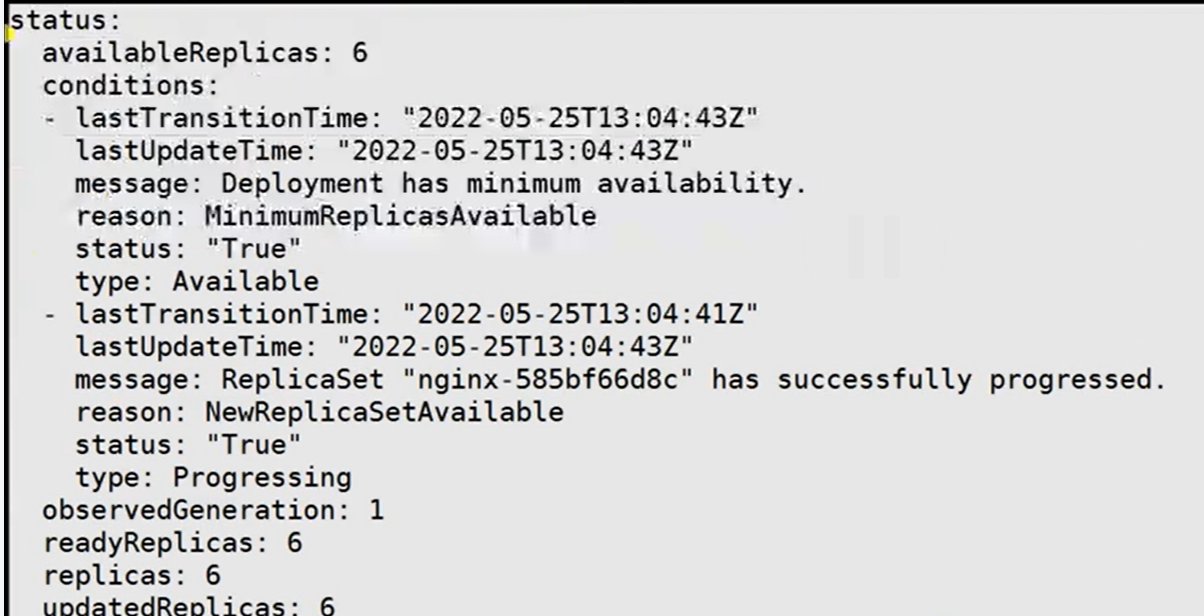 status:
  availableReplicas: 6
  conditions:
  - lastTransitionTime: "2022-05-25T13:04:43Z"
    lastUpdateTime: "2022-05-25T13:04:43Z"
    message: Deployment has minimum availability.
    reason: MinimumReplicasAvailable
    status: "True"
    type: Available
  - lastTransitionTime: "2022-05-25T13:04:41Z"
    lastUpdateTime: "2022-05-25T13:04:43Z"
    message: ReplicaSet "nginx-585bf66d8c" has successfully progressed.
    reason: NewReplicaSetAvailable
    status: "True"
    type: Progressing
  observedGeneration: 1
  readyReplicas: 6
  replicas: 6
  updatedReplicas: 6